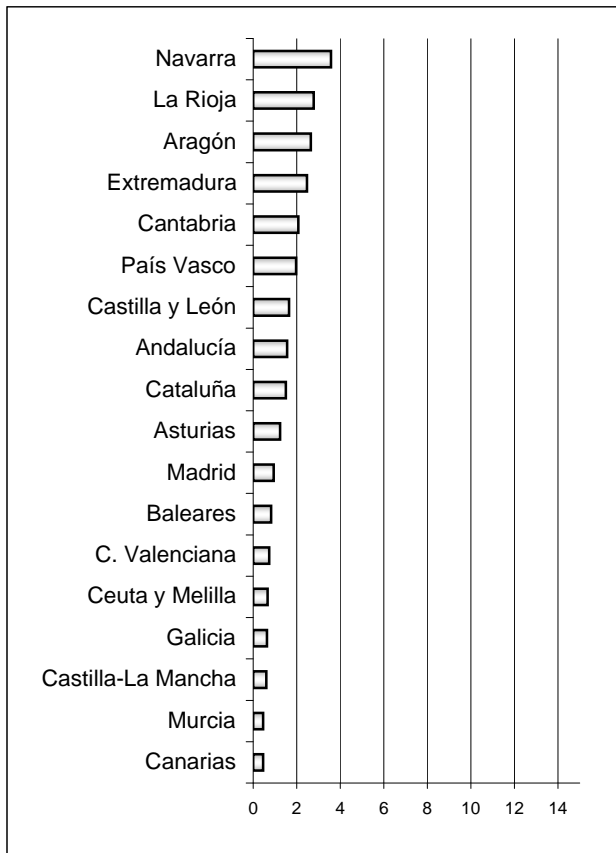 Navarra
La Rioja
Aragón
Extremadura
Cantabria
País Vasco
Castilla y León
Andalucía
Cataluña
Asturias
Madrid
Baleares
C. Valenciana
Ceuta y Melilla
Galicia
Castilla-La Mancha
Murcia
Canarias
0 2 4 6 8 10 12 14